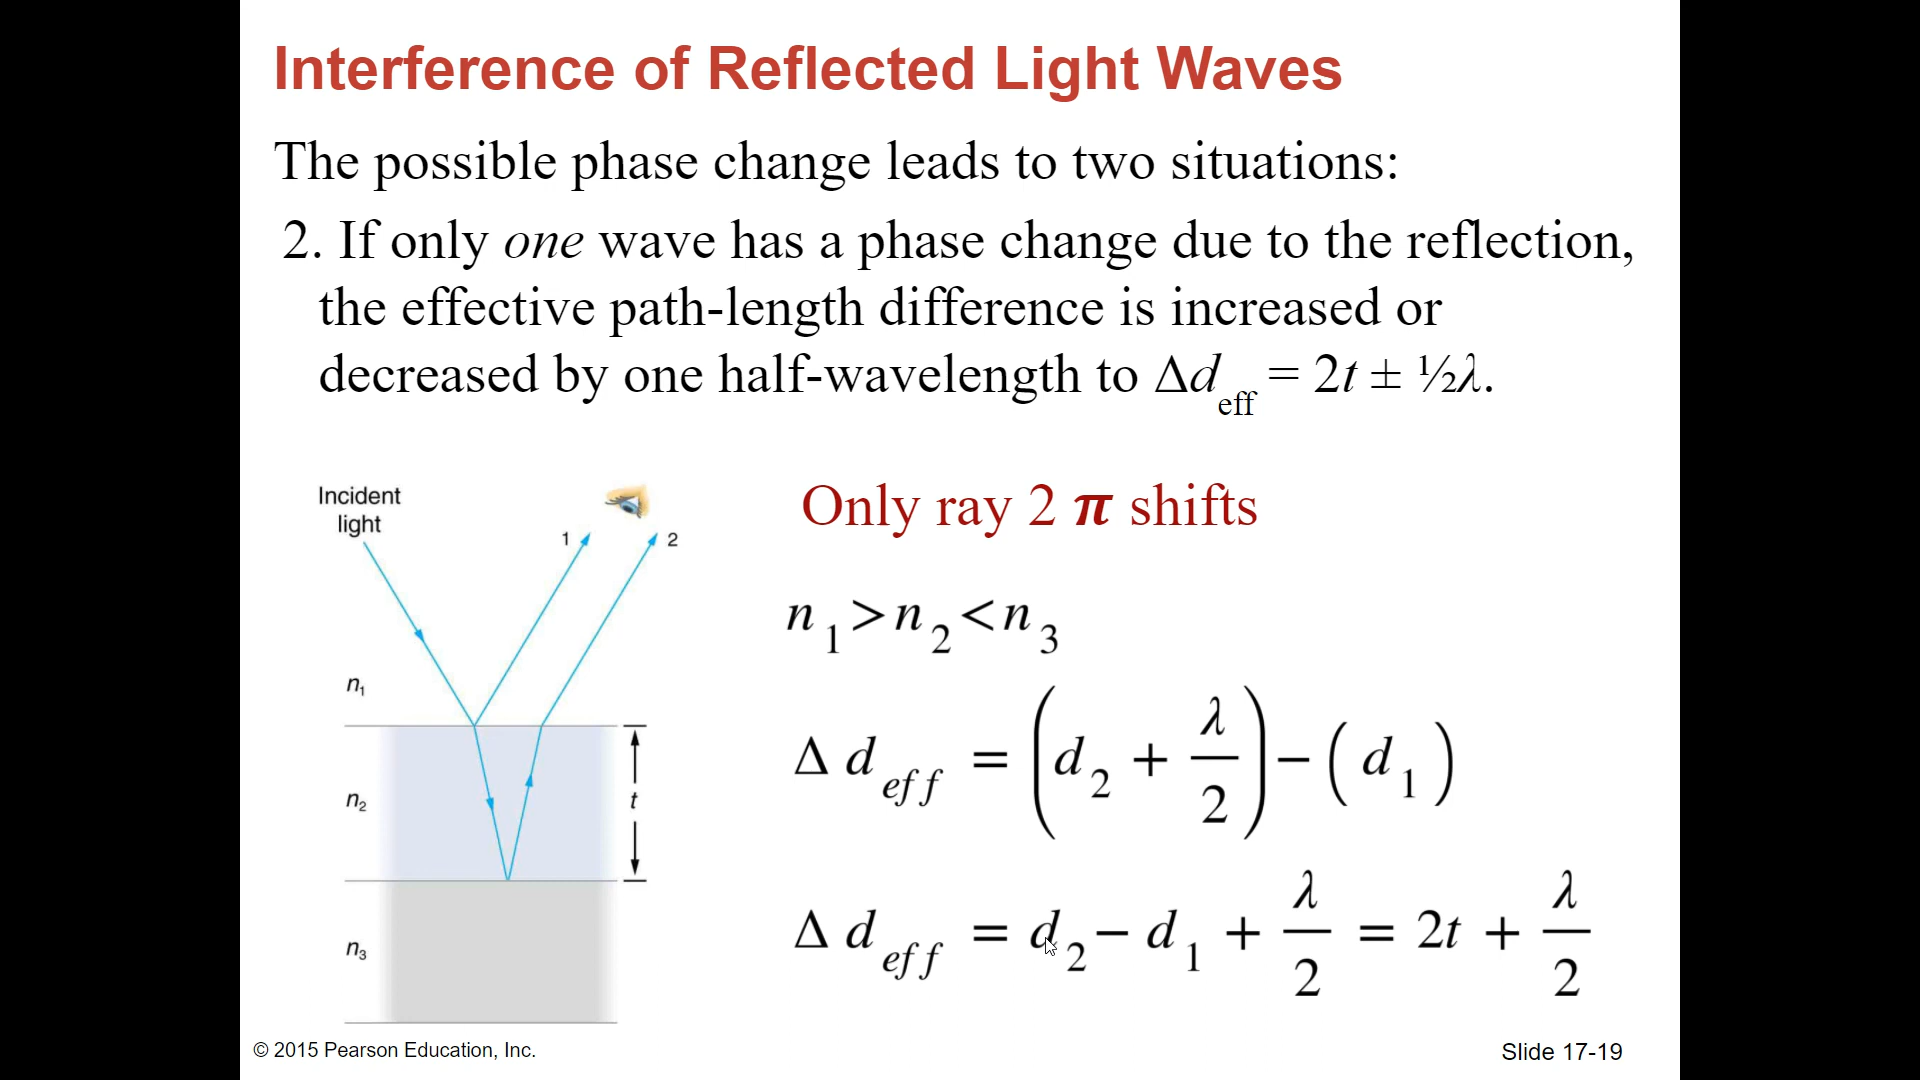 Interference of Reflected Light Waves
The possible phase change leads to two situations:
2. If only one wave has a phase change due to the reflection,
the effective path-length difference is increased or
decreased by one half-wavelength to Δd_eff = 2t ± ½λ.
Incident
light
1
2
n₁
n₂
t
n₃
Only ray 2 π shifts
n₁>n₂<n₃
Δd_eff = (d₂ + λ/2) − (d₁)
Δd_eff = d₂ − d₁ + λ/2 = 2t + λ/2
© 2015 Pearson Education, Inc.
Slide 17-19